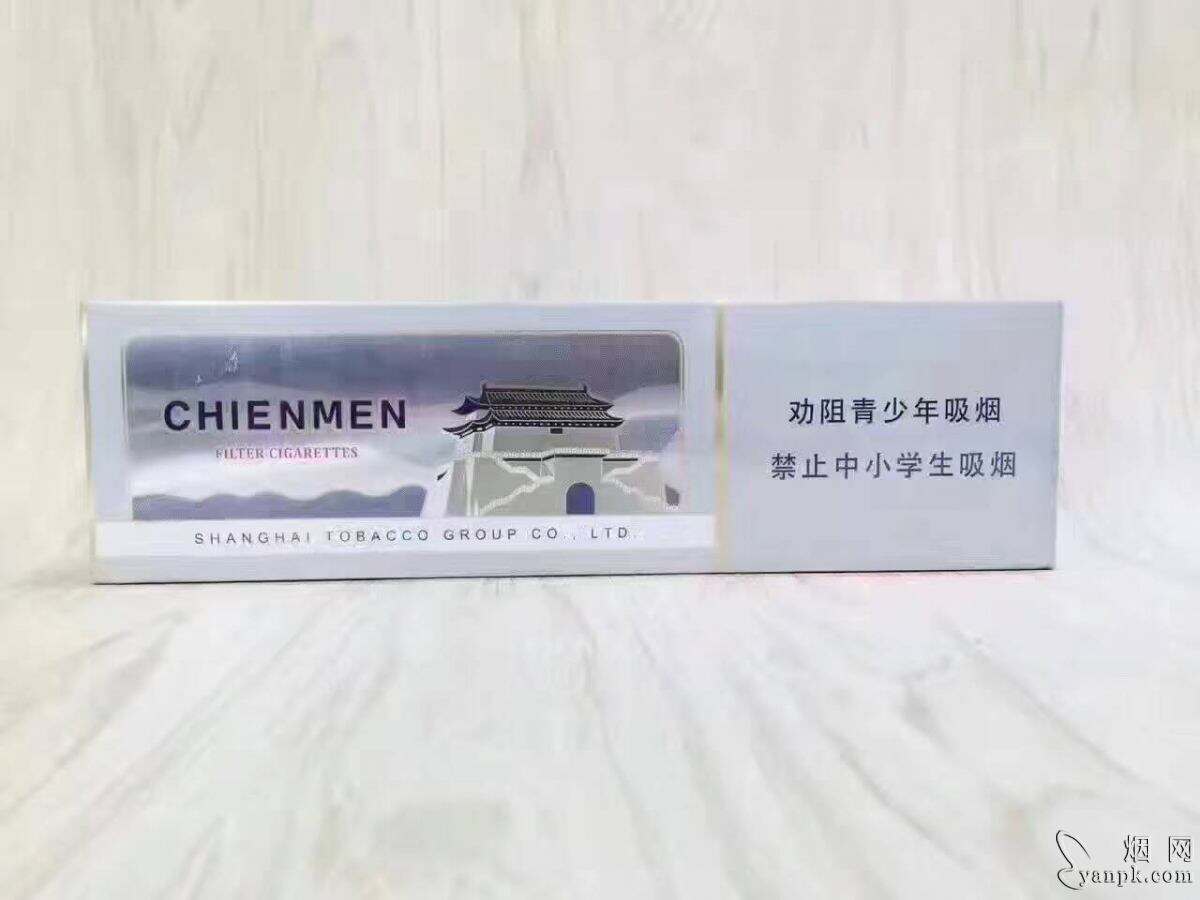 CHIENMEN
FILTER CIGARETTES
SHANGHAI TOBACCO GROUP CO., LTD.
劝阻青少年吸烟
禁止中小学生吸烟
烟网
yanpk.com